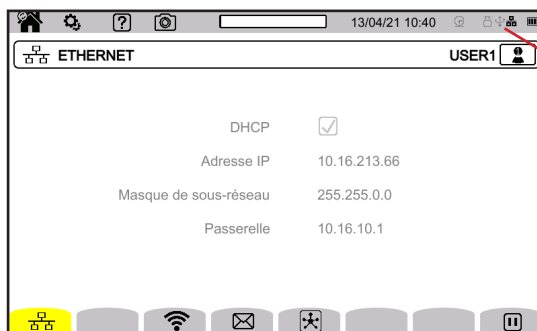 13/04/21 10:40
ETHERNET USER1
DHCP
Adresse IP 10.16.213.66
Masque de sous-réseau 255.255.0.0
Passerelle 10.16.10.1